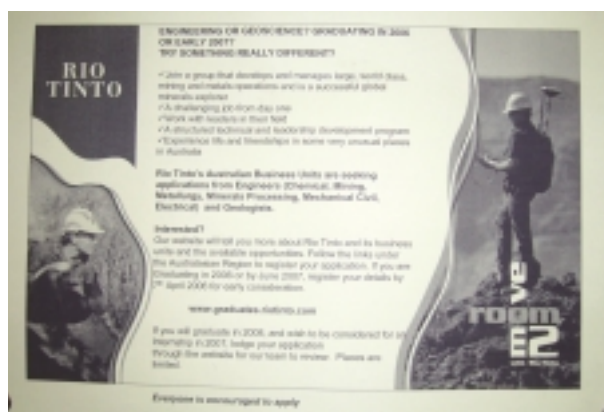 RIO
TINTO
ENGINEERING OR GEOSCIENCE? GRADUATING IN 2006
OR EARLY 2007?
TRY SOMETHING REALLY DIFFERENT?
✓Join a group that develops and manages large, world class,
mining and metals operations and is a successful global
minerals explorer
✓A challenging job from day one
✓Work with leaders in their field
✓A structured technical and leadership development program
✓Experience life and friendships in some very unusual places
in Australia
Rio Tinto's Australian Business Units are seeking
applications from Engineers (Chemical, Mining,
Metallurgy, Minerals Processing, Mechanical Civil,
Electrical) and Geologists.
Interested?
Our website will tell you more about Rio Tinto and its business
units and the available opportunities. Follow the links under
the Australasian Region to register your application. If you are
Graduating in 2006 or by June 2007, register your details by
7th April 2006 for early consideration.
www.graduates.riotinto.com
If you will graduate in 2006, and wish to be considered for an
Internship in 2007, lodge your application
through the website for our team to review. Places are
limited.
Everyone is encouraged to apply
ve
room
E2